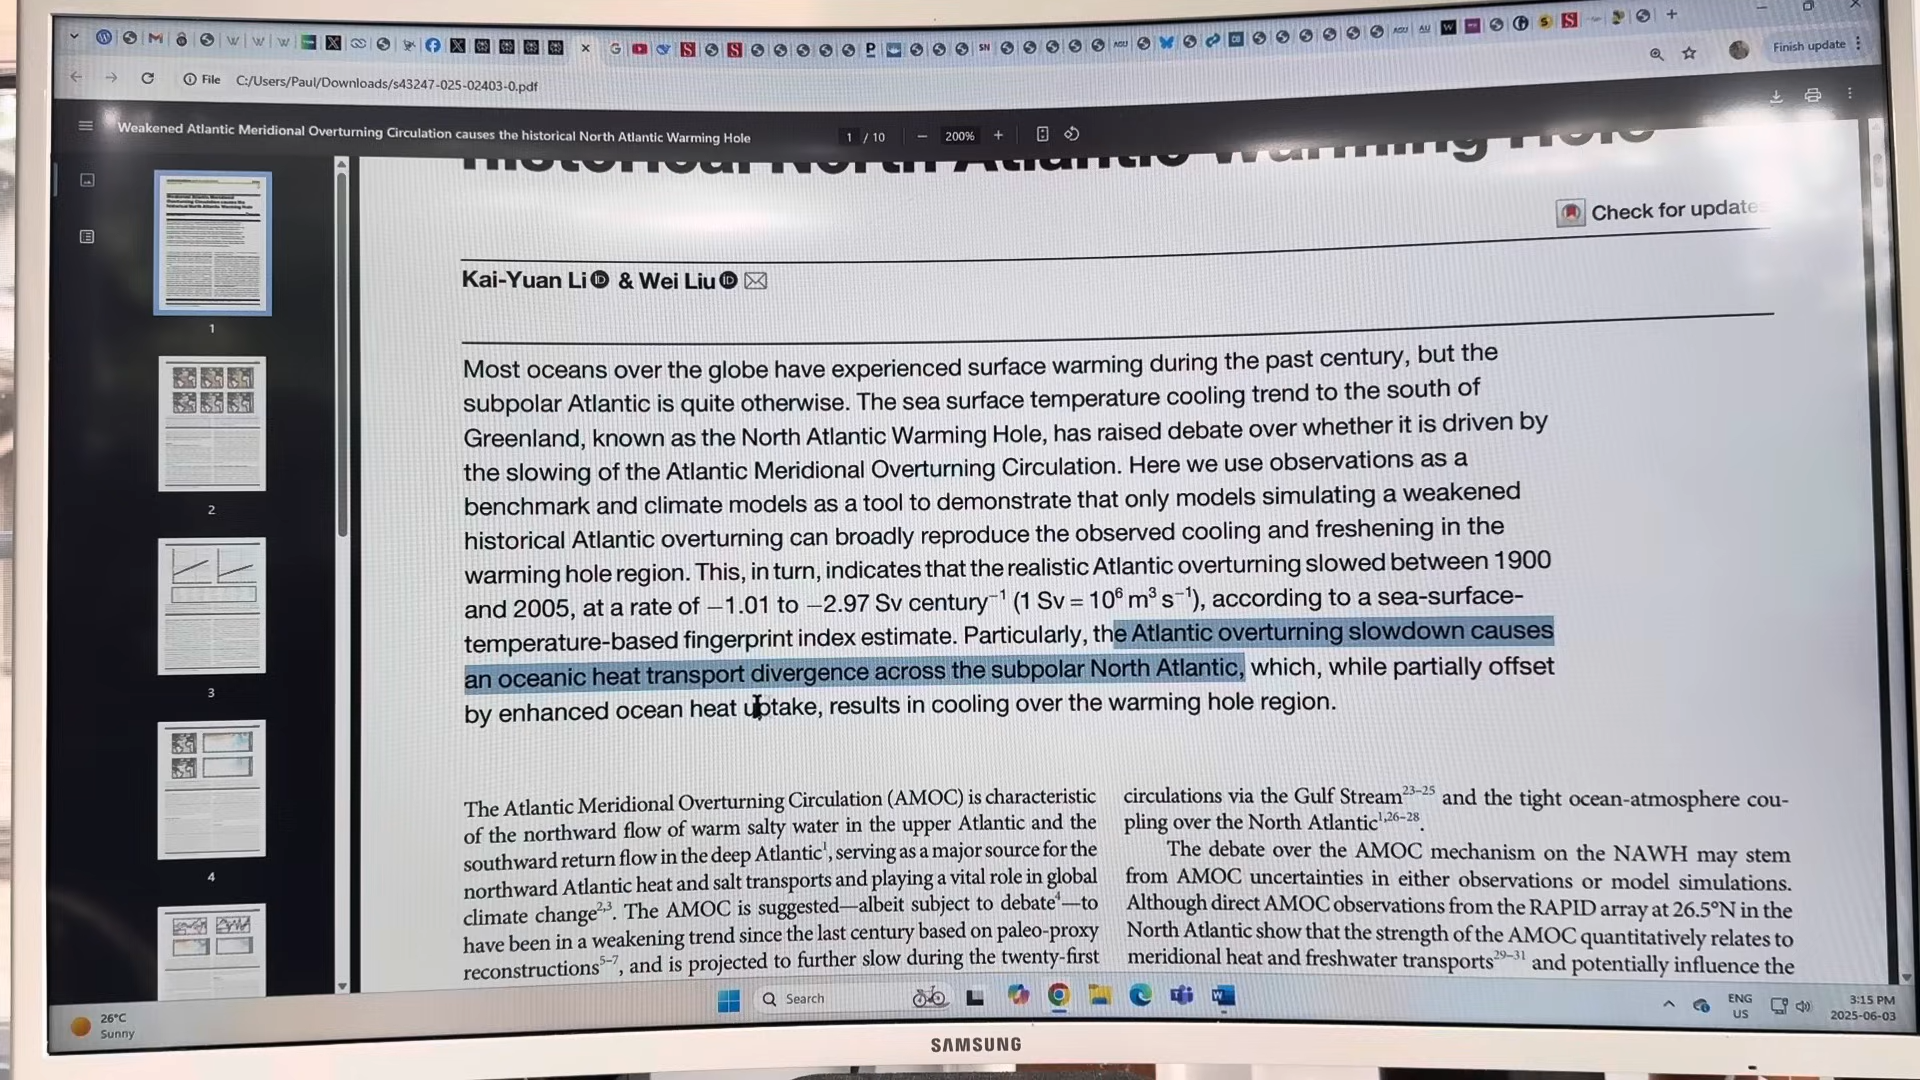 Finish update
File C:/Users/Paul/Downloads/s43247-025-02403-0.pdf
Weakened Atlantic Meridional Overturning Circulation causes the historical North Atlantic Warming Hole
1 / 10 — 200% +
historical North Atlantic Warming Hole
Check for update
Kai-Yuan Li iD & Wei Liu iD
Most oceans over the globe have experienced surface warming during the past century, but the
subpolar Atlantic is quite otherwise. The sea surface temperature cooling trend to the south of
Greenland, known as the North Atlantic Warming Hole, has raised debate over whether it is driven by
the slowing of the Atlantic Meridional Overturning Circulation. Here we use observations as a
benchmark and climate models as a tool to demonstrate that only models simulating a weakened
historical Atlantic overturning can broadly reproduce the observed cooling and freshening in the
warming hole region. This, in turn, indicates that the realistic Atlantic overturning slowed between 1900
and 2005, at a rate of −1.01 to −2.97 Sv century⁻¹ (1 Sv = 10⁶ m³ s⁻¹), according to a sea-surface-
temperature-based fingerprint index estimate. Particularly, the Atlantic overturning slowdown causes
an oceanic heat transport divergence across the subpolar North Atlantic, which, while partially offset
by enhanced ocean heat uptake, results in cooling over the warming hole region.
The Atlantic Meridional Overturning Circulation (AMOC) is characteristic
of the northward flow of warm salty water in the upper Atlantic and the
southward return flow in the deep Atlantic¹, serving as a major source for the
northward Atlantic heat and salt transports and playing a vital role in global
climate change²,³. The AMOC is suggested—albeit subject to debate⁴—to
have been in a weakening trend since the last century based on paleo-proxy
reconstructions⁵⁻⁷, and is projected to further slow during the twenty-first
circulations via the Gulf Stream²³⁻²⁵ and the tight ocean-atmosphere cou-
pling over the North Atlantic¹,²⁶⁻²⁸.
The debate over the AMOC mechanism on the NAWH may stem
from AMOC uncertainties in either observations or model simulations.
Although direct AMOC observations from the RAPID array at 26.5°N in the
North Atlantic show that the strength of the AMOC quantitatively relates to
meridional heat and freshwater transports²⁹⁻³¹ and potentially influence the
1
2
3
4
26°C
Sunny
Search
ENG
US
3:15 PM
2025-06-03
SAMSUNG